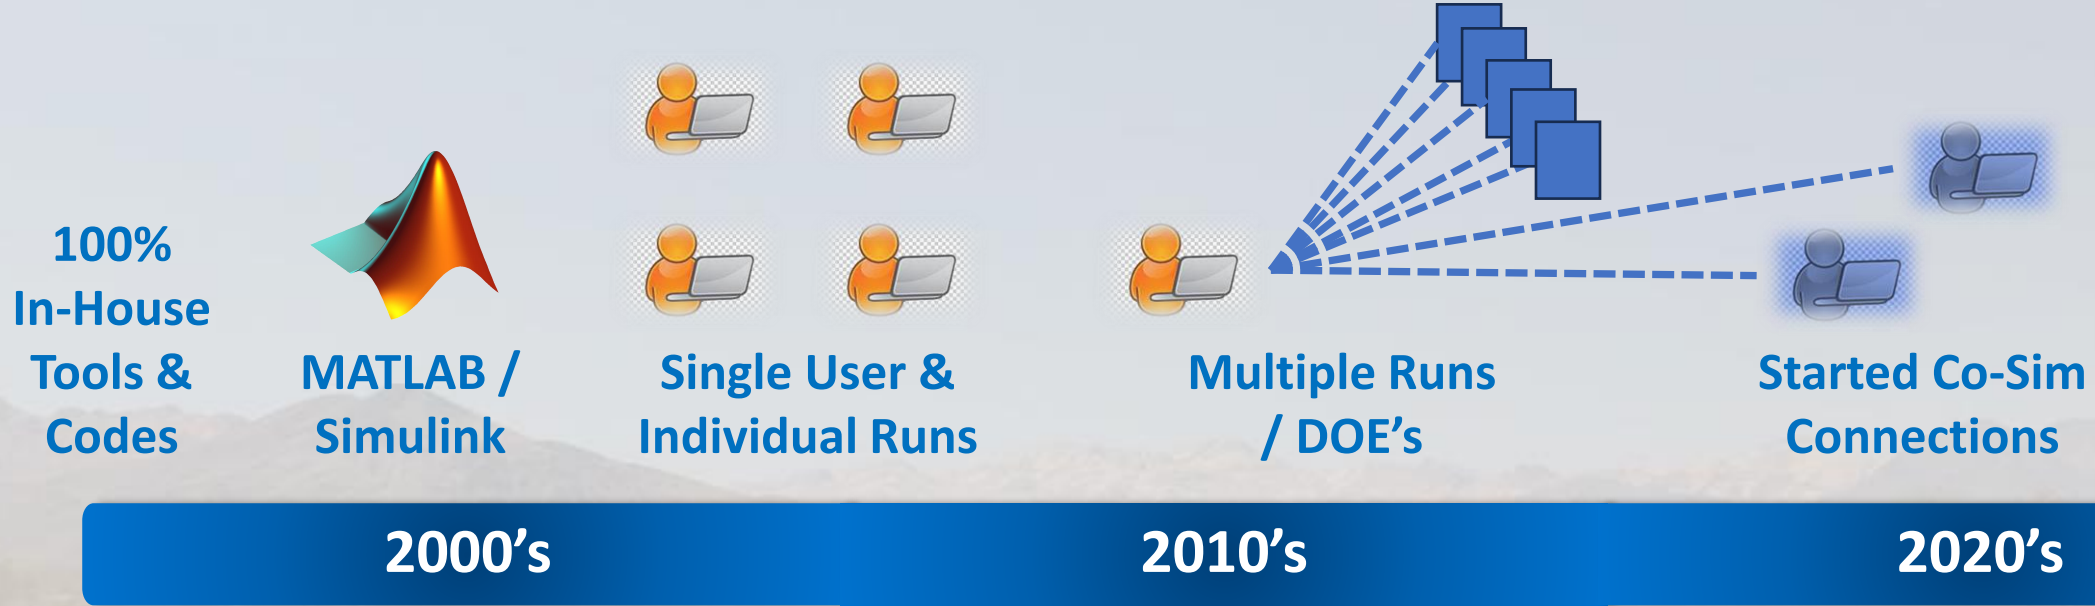 100%
In-House
Tools &
Codes
MATLAB /
Simulink
Single User &
Individual Runs
Multiple Runs
/ DOE’s
Started Co-Sim
Connections
2000’s
2010’s
2020’s